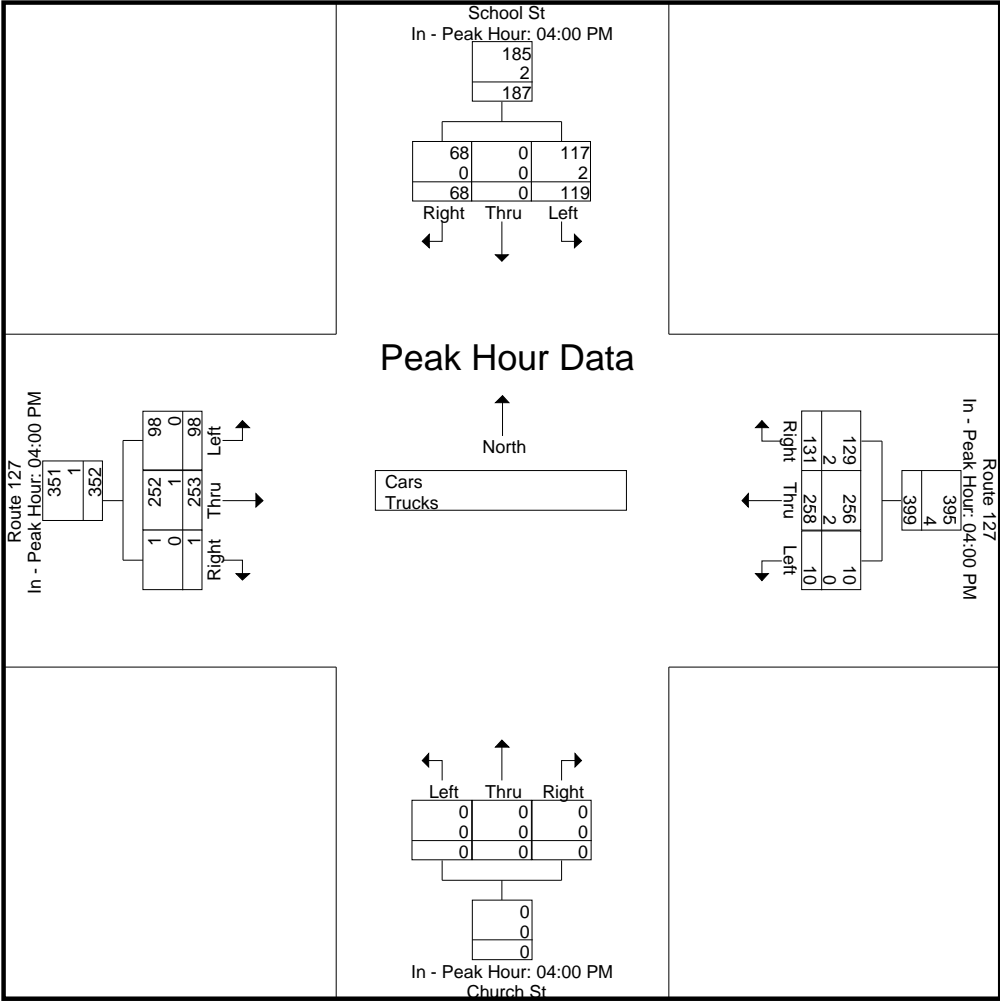 School St
In - Peak Hour: 04:00 PM
185
2
187
68 0 117
0 0 2
68 0 119
Right Thru Left
Peak Hour Data
North
Cars
Trucks
Route 127
In - Peak Hour: 04:00 PM
351
1
352
98 0 98
Left
252 1 253
Thru
1 0 1
Right
Route 127
In - Peak Hour: 04:00 PM
395
4
399
129 2 131
Right
256 2 258
Thru
10 0 10
Left
Left Thru Right
0 0 0
0 0 0
0 0 0
0
0
0
In - Peak Hour: 04:00 PM
Church St